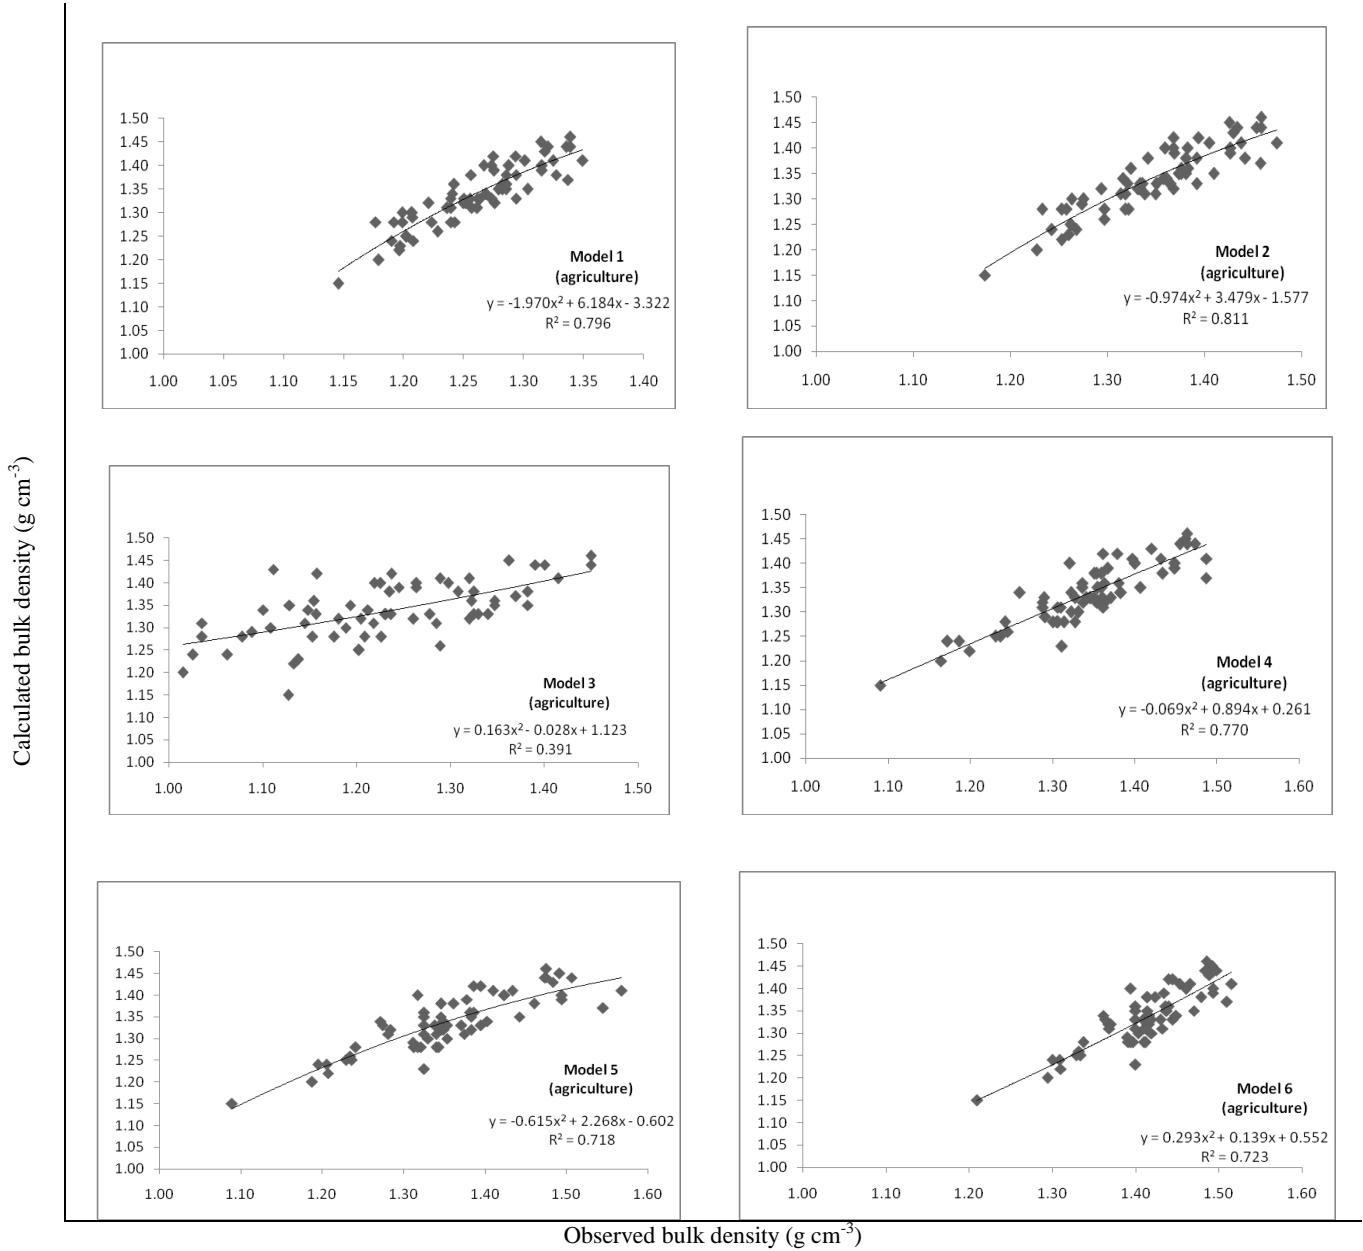 Calculated bulk density (g cm-3)
1.50
1.45
1.40
1.35
1.30
1.25
1.20
1.15
1.10
1.05
1.00
1.00 1.05 1.10 1.15 1.20 1.25 1.30 1.35 1.40
Model 1
(agriculture)
y = -1.970x² + 6.184x - 3.322
R² = 0.796
1.50
1.45
1.40
1.35
1.30
1.25
1.20
1.15
1.10
1.05
1.00
1.00 1.10 1.20 1.30 1.40 1.50
Model 2
(agriculture)
y = -0.974x² + 3.479x - 1.577
R² = 0.811
1.50
1.45
1.40
1.35
1.30
1.25
1.20
1.15
1.10
1.05
1.00
1.00 1.10 1.20 1.30 1.40 1.50
Model 3
(agriculture)
y = 0.163x² - 0.028x + 1.123
R² = 0.391
1.50
1.45
1.40
1.35
1.30
1.25
1.20
1.15
1.10
1.05
1.00
1.00 1.10 1.20 1.30 1.40 1.50 1.60
Model 4
(agriculture)
y = -0.069x² + 0.894x + 0.261
R² = 0.770
1.50
1.45
1.40
1.35
1.30
1.25
1.20
1.15
1.10
1.05
1.00
1.00 1.10 1.20 1.30 1.40 1.50 1.60
Model 5
(agriculture)
y = -0.615x² + 2.268x - 0.602
R² = 0.718
1.50
1.45
1.40
1.35
1.30
1.25
1.20
1.15
1.10
1.05
1.00
1.00 1.10 1.20 1.30 1.40 1.50 1.60
Model 6
(agriculture)
y = 0.293x² + 0.139x + 0.552
R² = 0.723
Observed bulk density (g cm-3)